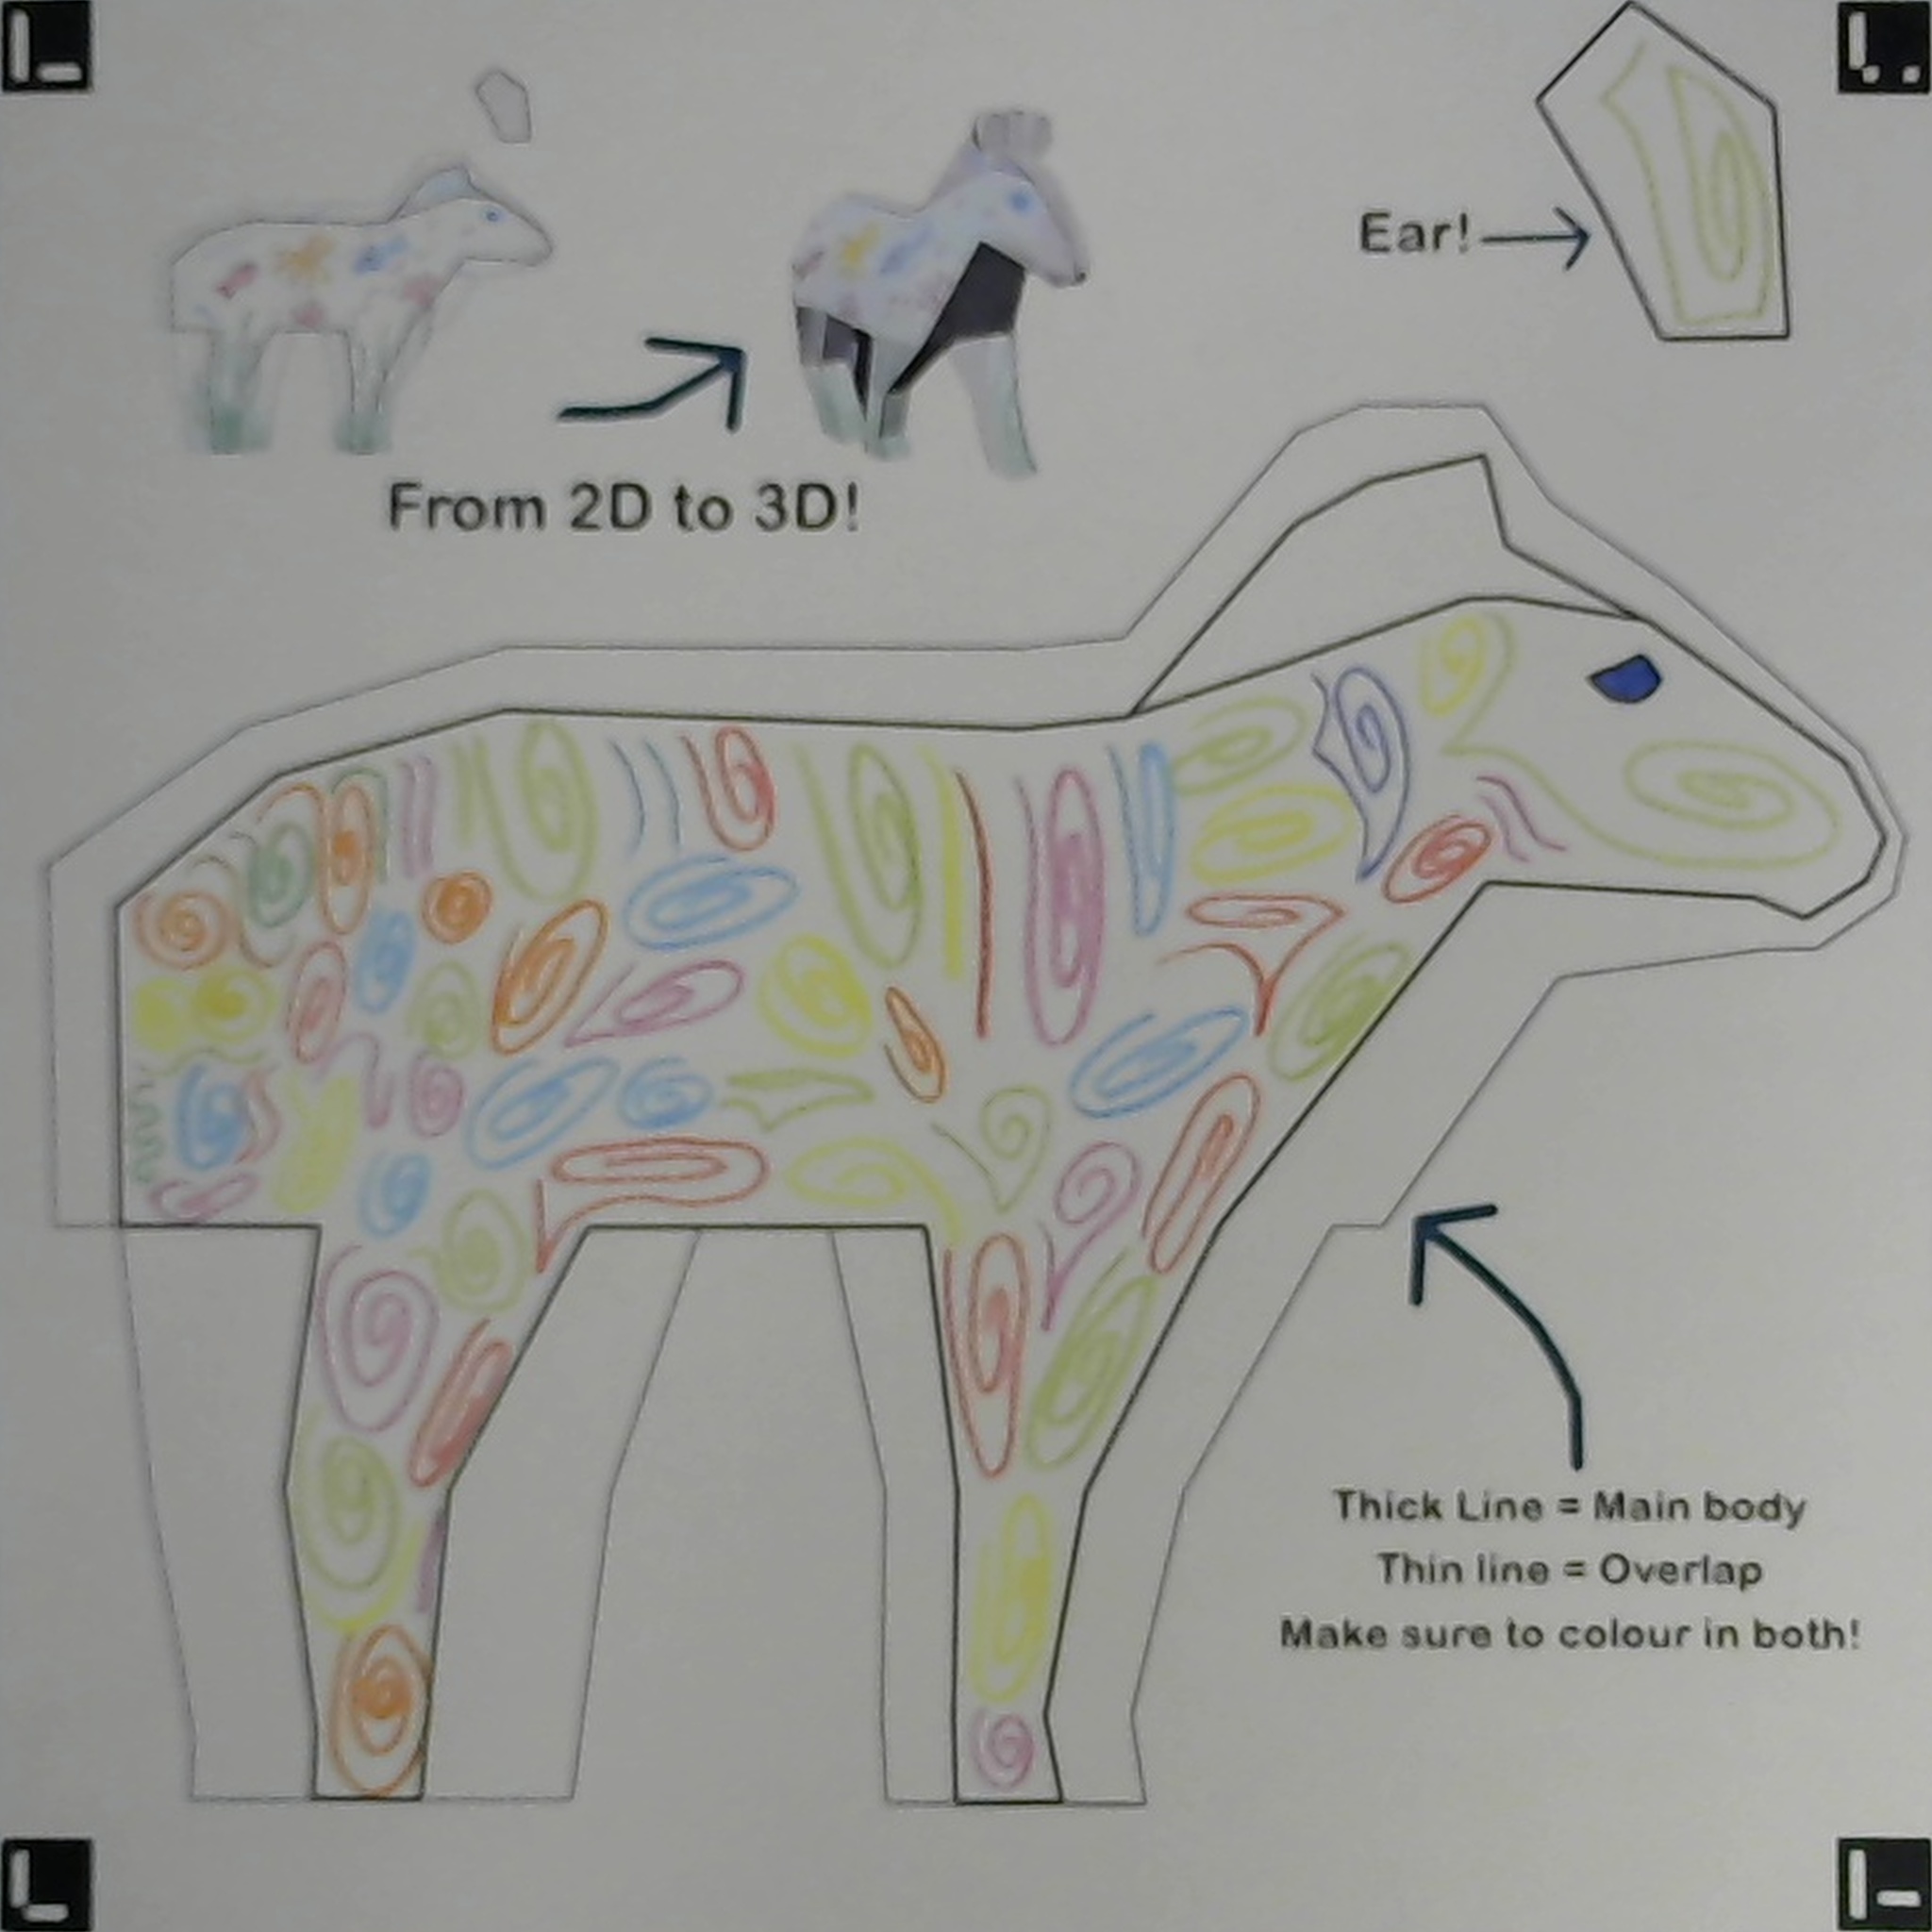 Ear!
From 2D to 3D!
Thick Line = Main body
Thin line = Overlap
Make sure to colour in both!